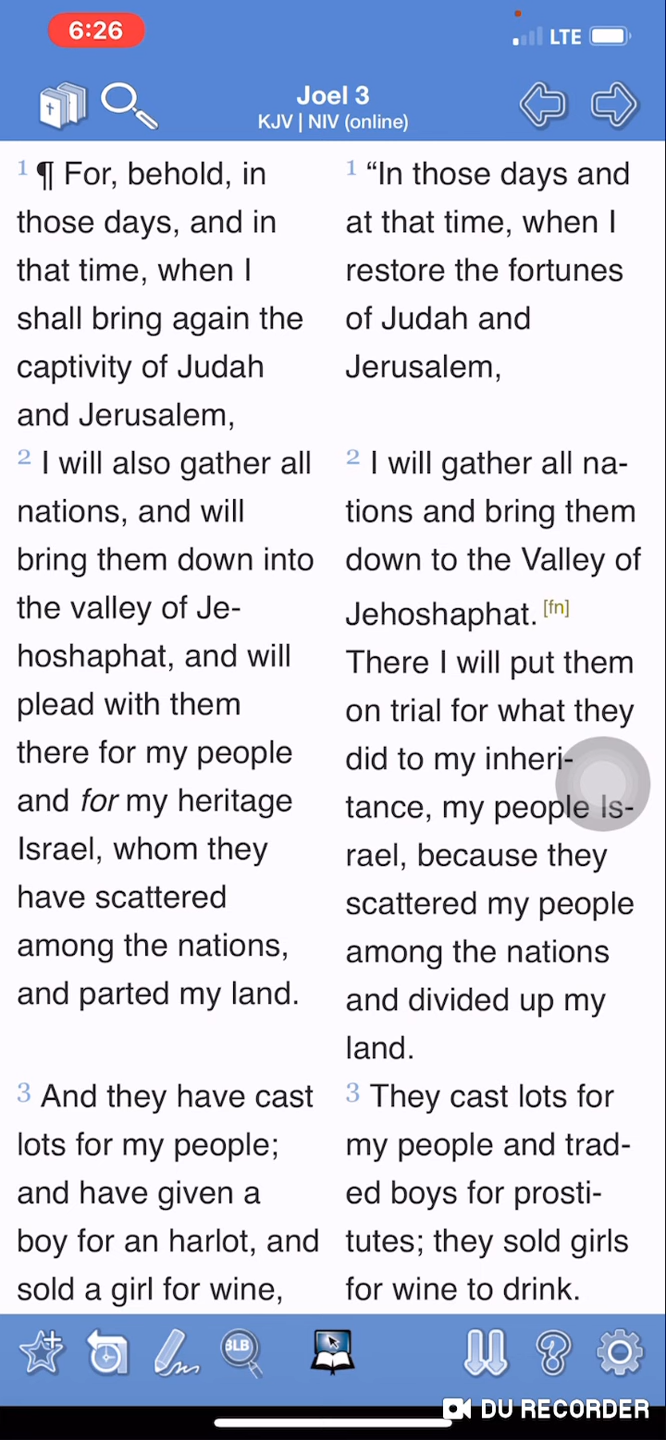 6:26
LTE
Joel 3
KJV | NIV (online)
1 ¶ For, behold, in
those days, and in
that time, when I
shall bring again the
captivity of Judah
and Jerusalem,
2 I will also gather all
nations, and will
bring them down into
the valley of Je-
hoshaphat, and will
plead with them
there for my people
and for my heritage
Israel, whom they
have scattered
among the nations,
and parted my land.
3 And they have cast
lots for my people;
and have given a
boy for an harlot, and
sold a girl for wine,
1 “In those days and
at that time, when I
restore the fortunes
of Judah and
Jerusalem,
2 I will gather all na-
tions and bring them
down to the Valley of
Jehoshaphat. [fn]
There I will put them
on trial for what they
did to my inheri-
tance, my people Is-
rael, because they
scattered my people
among the nations
and divided up my
land.
3 They cast lots for
my people and trad-
ed boys for prosti-
tutes; they sold girls
for wine to drink.
BLB
DU RECORDER